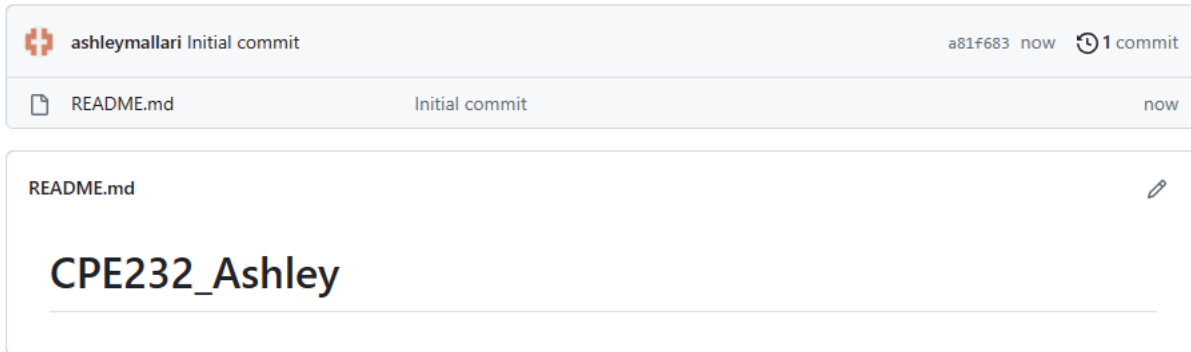 ashleymallari Initial commit a81f683 now 1 commit
README.md Initial commit now
README.md
CPE232_Ashley